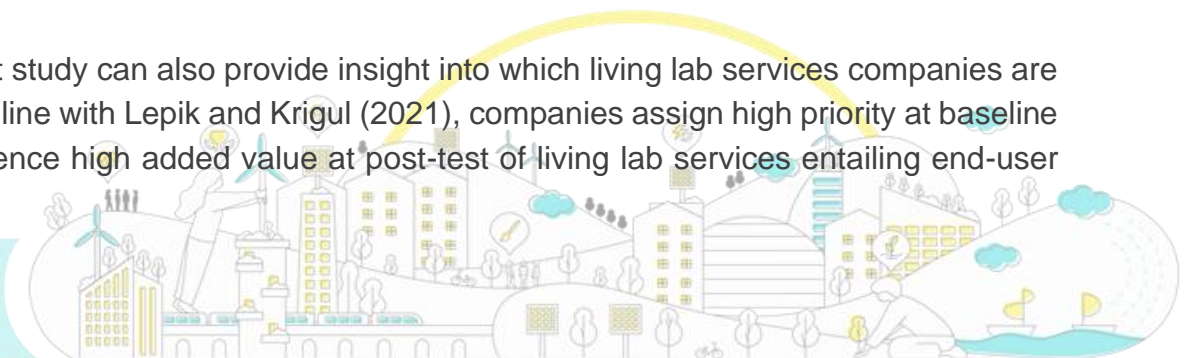 study can also provide insight into which living lab services companies are
line with Lepik and Krigul (2021), companies assign high priority at baseline
high added value at post-test of living lab services entailing end-user